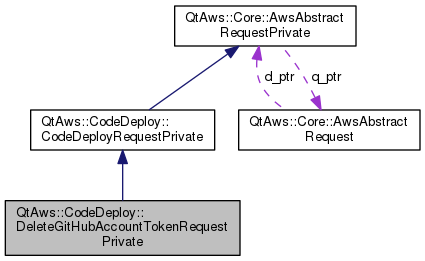 QtAws::Core::AwsAbstract
RequestPrivate
d_ptr
q_ptr
QtAws::CodeDeploy::
CodeDeployRequestPrivate
QtAws::Core::AwsAbstract
Request
QtAws::CodeDeploy::
DeleteGitHubAccountTokenRequest
Private